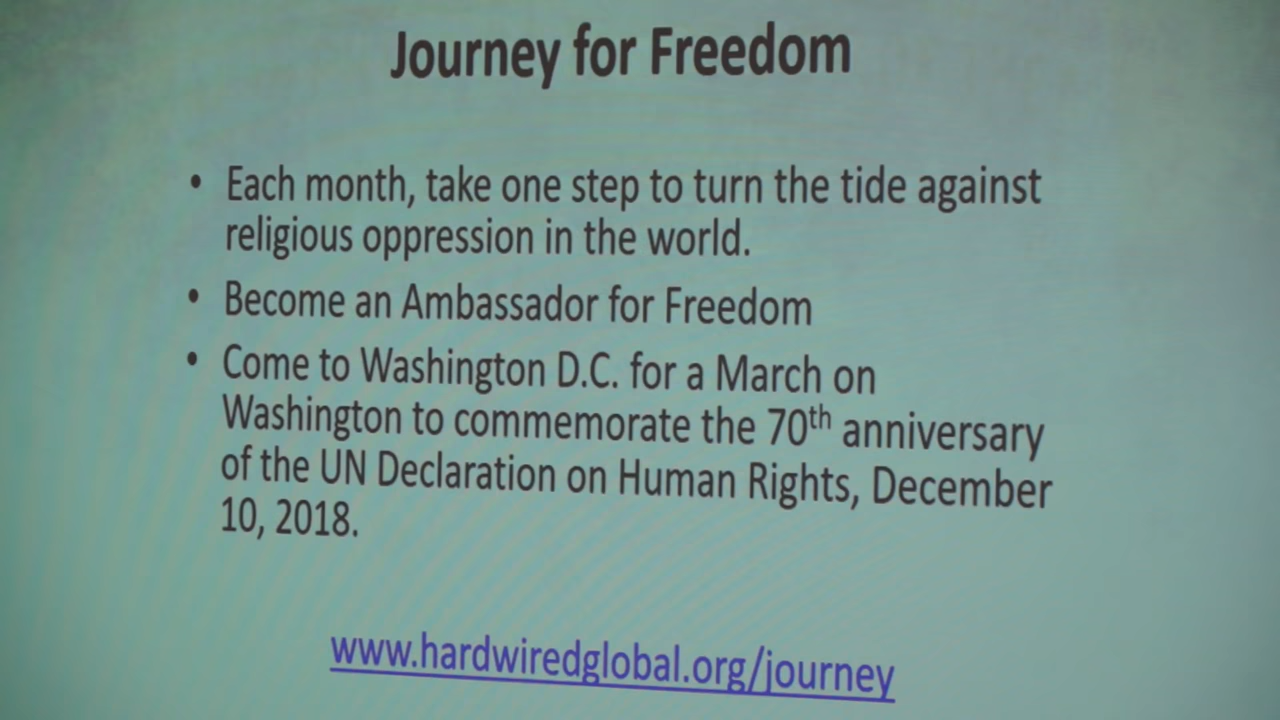 Journey for Freedom
• Each month, take one step to turn the tide against
religious oppression in the world.
• Become an Ambassador for Freedom
• Come to Washington D.C. for a March on
Washington to commemorate the 70th anniversary
of the UN Declaration on Human Rights, December
10, 2018.
www.hardwiredglobal.org/journey